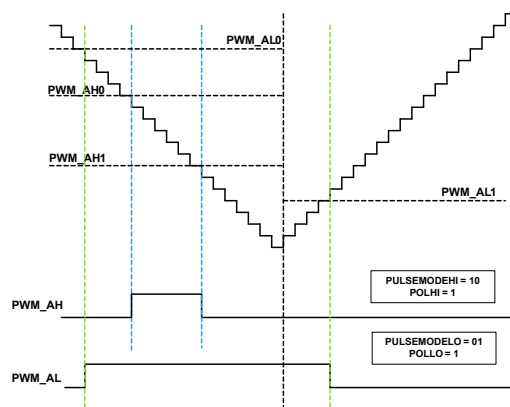 PWM_AL0
PWM_AH0
PWM_AH1
PWM_AL1
PULSEMODEHI = 10
POLHI = 1
PWM_AH
PULSEMODELO = 01
POLLO = 1
PWM_AL